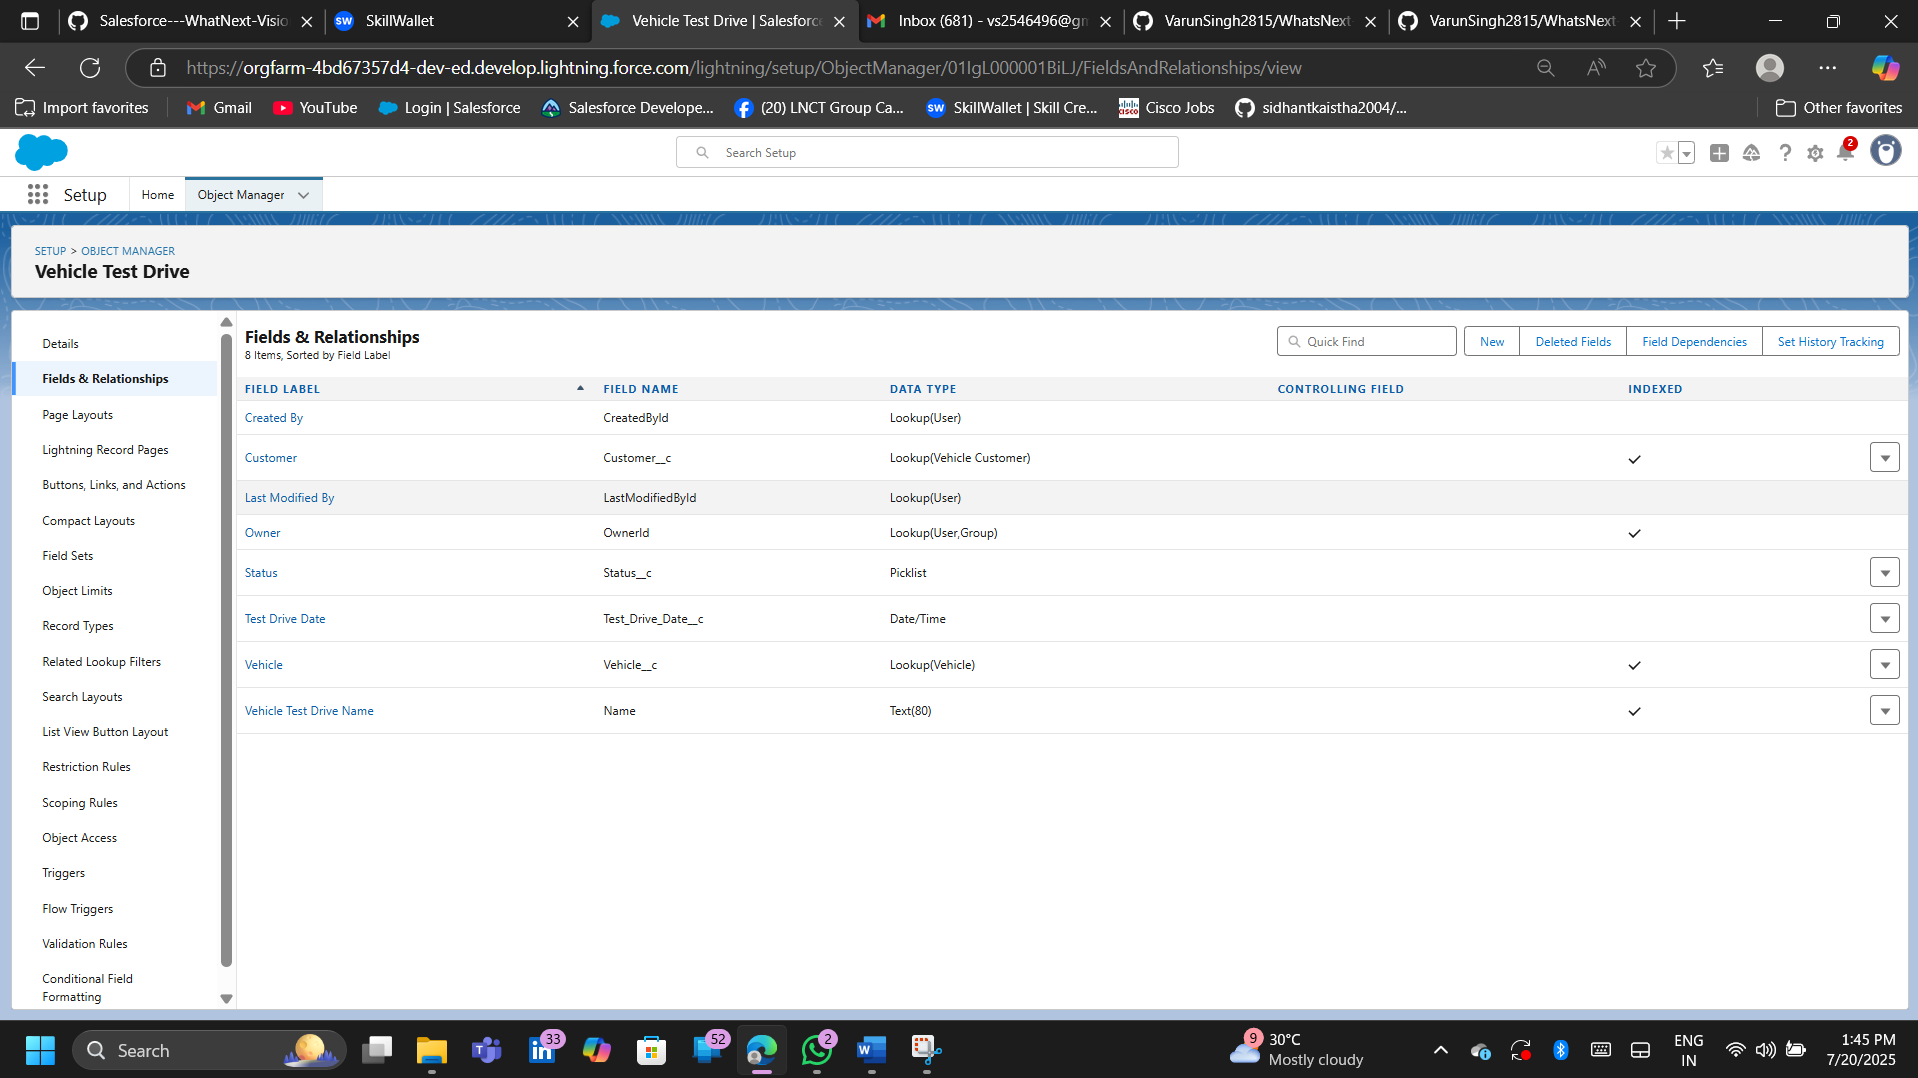 Salesforce---WhatNext-Visio
SkillWallet
Vehicle Test Drive | Salesforce
Inbox (681) - vs2546496@gm
VarunSingh2815/WhatsNext-
VarunSingh2815/WhatsNext-
https://orgfarm-4bd67357d4-dev-ed.develop.lightning.force.com/lightning/setup/ObjectManager/01IgL000001BiLJ/FieldsAndRelationships/view
Import favorites
Gmail
YouTube
Login | Salesforce
Salesforce Develope...
(20) LNCT Group Ca...
SkillWallet | Skill Cre...
Cisco Jobs
sidhantkaistha2004/...
Other favorites
Search Setup
2
Setup
Home
Object Manager
SETUP > OBJECT MANAGER
Vehicle Test Drive
Details
Fields & Relationships
Page Layouts
Lightning Record Pages
Buttons, Links, and Actions
Compact Layouts
Field Sets
Object Limits
Record Types
Related Lookup Filters
Search Layouts
List View Button Layout
Restriction Rules
Scoping Rules
Object Access
Triggers
Flow Triggers
Validation Rules
Conditional Field
Formatting
Fields & Relationships
8 Items, Sorted by Field Label
Quick Find
New
Deleted Fields
Field Dependencies
Set History Tracking
FIELD LABEL FIELD NAME DATA TYPE CONTROLLING FIELD INDEXED
Created By CreatedById Lookup(User)
Customer Customer__c Lookup(Vehicle Customer)
Last Modified By LastModifiedById Lookup(User)
Owner OwnerId Lookup(User,Group)
Status Status__c Picklist
Test Drive Date Test_Drive_Date__c Date/Time
Vehicle Vehicle__c Lookup(Vehicle)
Vehicle Test Drive Name Name Text(80)
Search
33
52
2
9
30°C
Mostly cloudy
ENG
IN
1:45 PM
7/20/2025